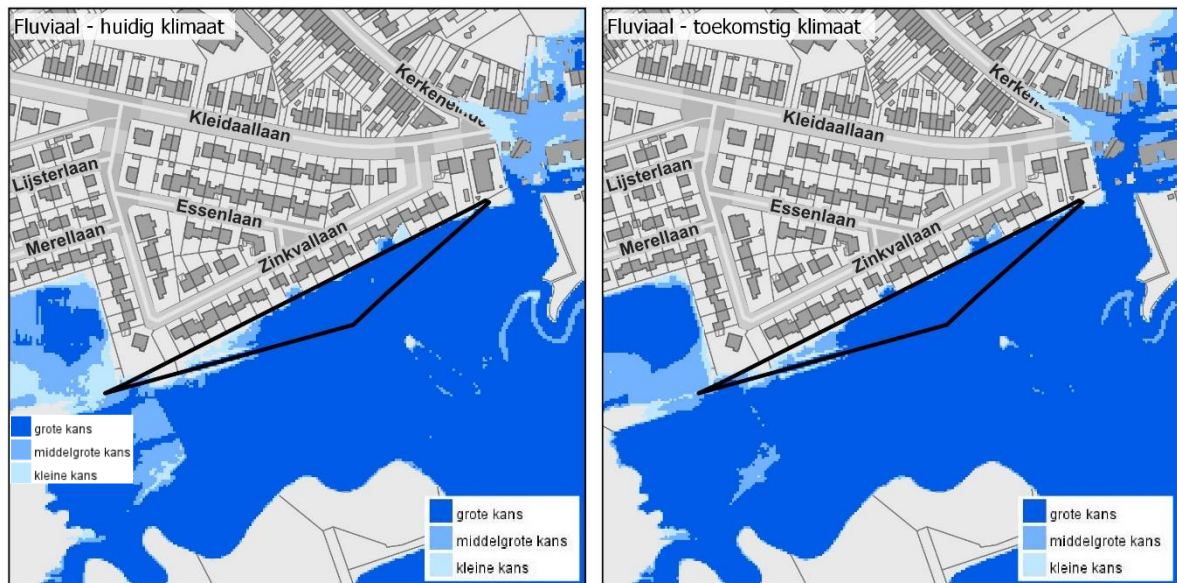 Fluviaal - huidig klimaat
Kerkeneinde
Kleidaallaan
Lijsterlaan
Essenlaan
Merellaan
Zinkvallaan
grote kans
middelgrote kans
kleine kans
grote kans
middelgrote kans
kleine kans
Fluviaal - toekomstig klimaat
Kleidaallaan
Lijsterlaan
Essenlaan
Merellaan
Zinkvallaan
grote kans
middelgrote kans
kleine kans